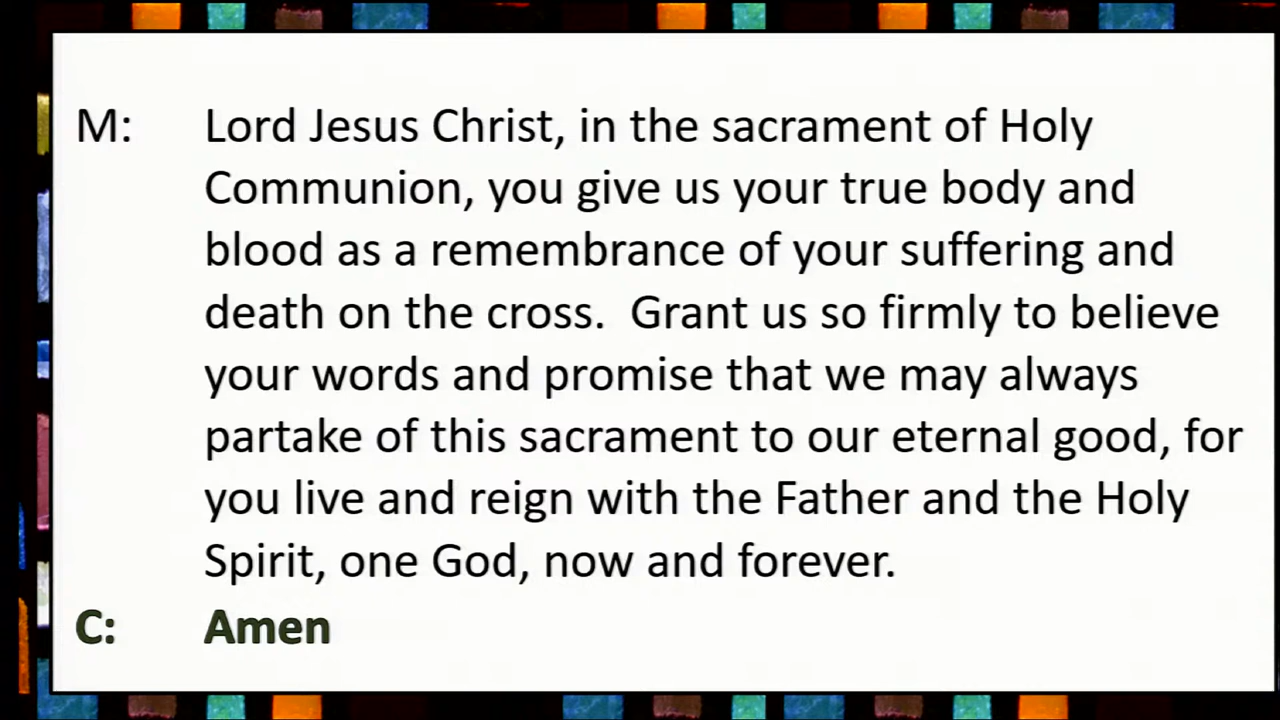 M: Lord Jesus Christ, in the sacrament of Holy
Communion, you give us your true body and
blood as a remembrance of your suffering and
death on the cross.  Grant us so firmly to believe
your words and promise that we may always
partake of this sacrament to our eternal good, for
you live and reign with the Father and the Holy
Spirit, one God, now and forever.
C: Amen